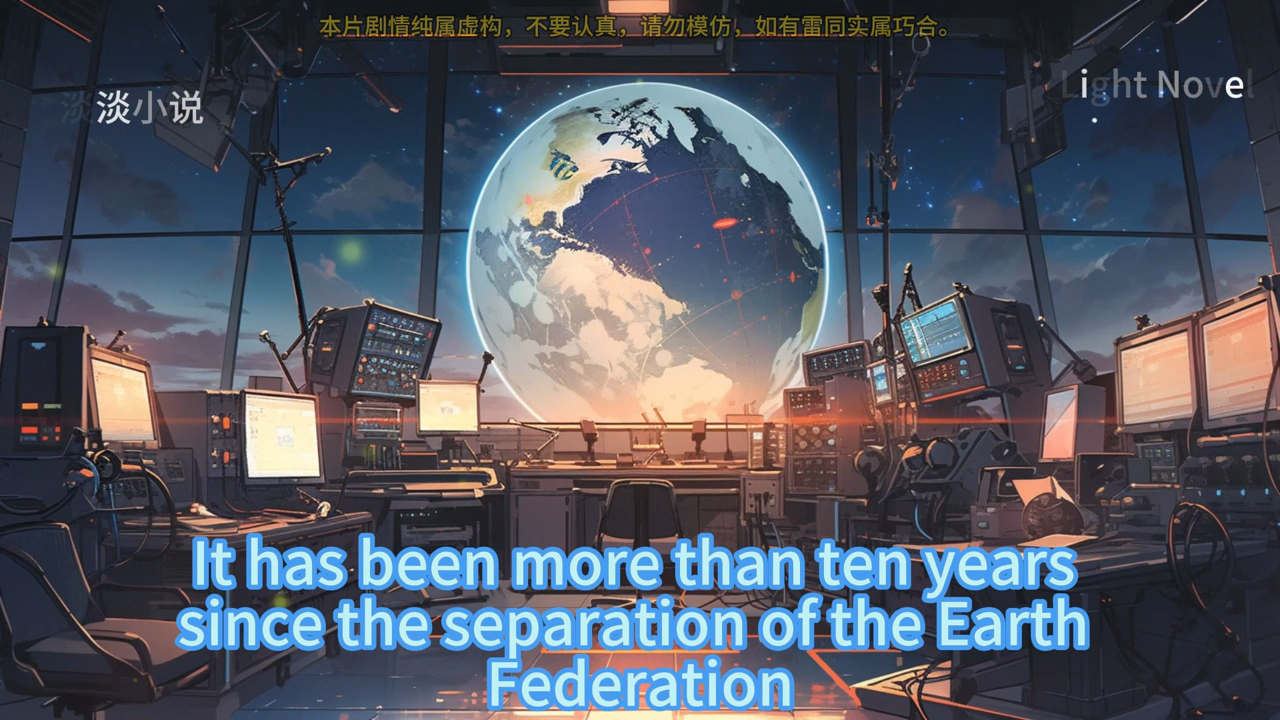 本片剧情纯属虚构，不要认真，请勿模仿，如有雷同实属巧合。
淡淡小说
Light Novel
It has been more than ten years
since the separation of the Earth
Federation